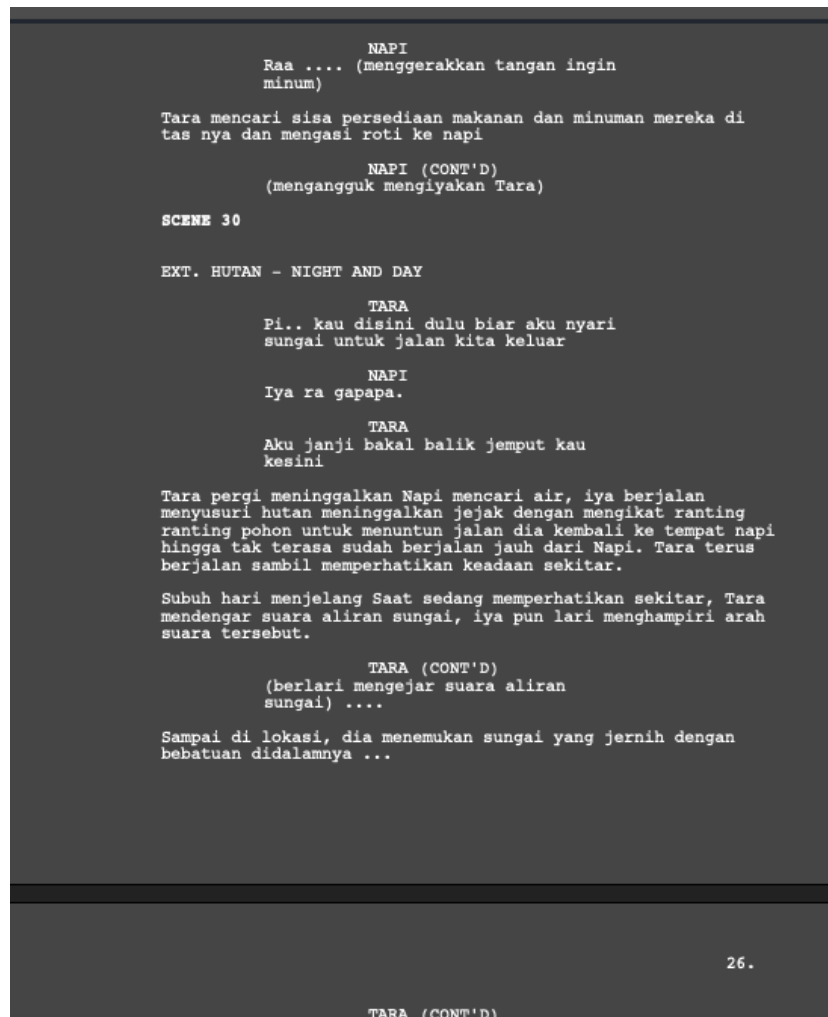 NAPI
Raa .... (menggerakkan tangan ingin
minum)
Tara mencari sisa persediaan makanan dan minuman mereka di
tas nya dan mengasi roti ke napi
NAPI (CONT'D)
(mengangguk mengiyakan Tara)
SCENE 30
EXT. HUTAN - NIGHT AND DAY
TARA
Pi.. kau disini dulu biar aku nyari
sungai untuk jalan kita keluar
NAPI
Iya ra gapapa.
TARA
Aku janji bakal balik jemput kau
kesini
Tara pergi meninggalkan Napi mencari air, iya berjalan
menyusuri hutan meninggalkan jejak dengan mengikat ranting
ranting pohon untuk menuntun jalan dia kembali ke tempat napi
hingga tak terasa sudah berjalan jauh dari Napi. Tara terus
berjalan sambil memperhatikan keadaan sekitar.
Subuh hari menjelang Saat sedang memperhatikan sekitar, Tara
mendengar suara aliran sungai, iya pun lari menghampiri arah
suara tersebut.
TARA (CONT'D)
(berlari mengejar suara aliran
sungai) ....
Sampai di lokasi, dia menemukan sungai yang jernih dengan
bebatuan didalamnya ...
26.
TARA (CONT'D)